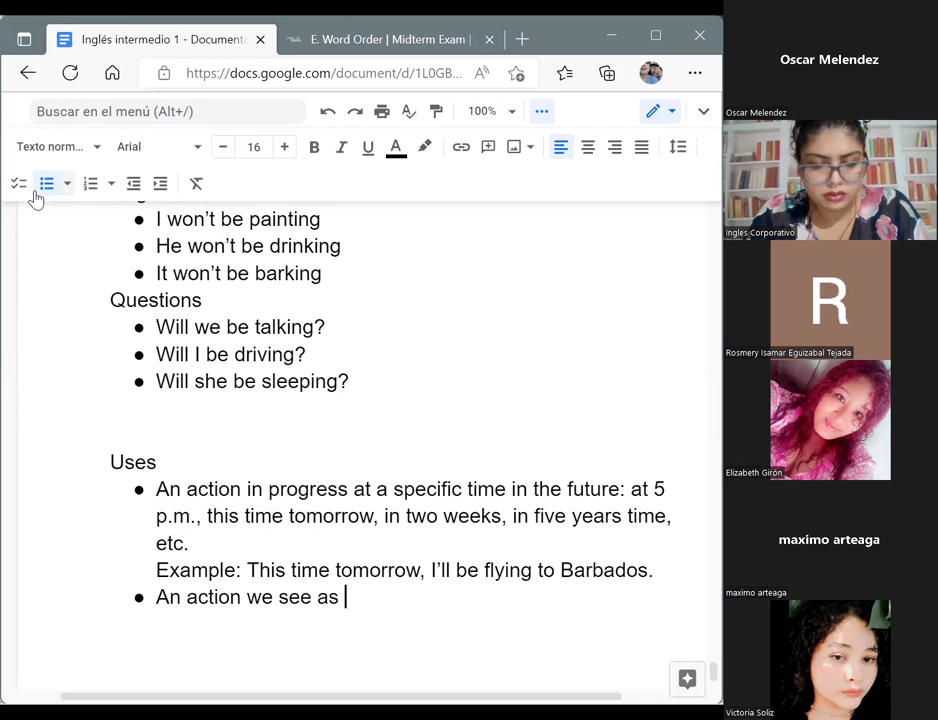 Inglés intermedio 1 - Document
E. Word Order | Midterm Exam |
https://docs.google.com/document/d/1L0GB...
Buscar en el menú (Alt+/)
100%
Texto norm...
Arial
16
I won’t be painting
He won’t be drinking
It won’t be barking
Questions
Will we be talking?
Will I be driving?
Will she be sleeping?
Uses
An action in progress at a specific time in the future: at 5
p.m., this time tomorrow, in two weeks, in five years time,
etc.
Example: This time tomorrow, I’ll be flying to Barbados.
An action we see as
Oscar Melendez
Oscar Melendez
Ingles Corporativo
R
Rosmery Isamar Eguizabal Tejada
Elizabeth Girón
maximo arteaga
maximo arteaga
Victoria Soliz